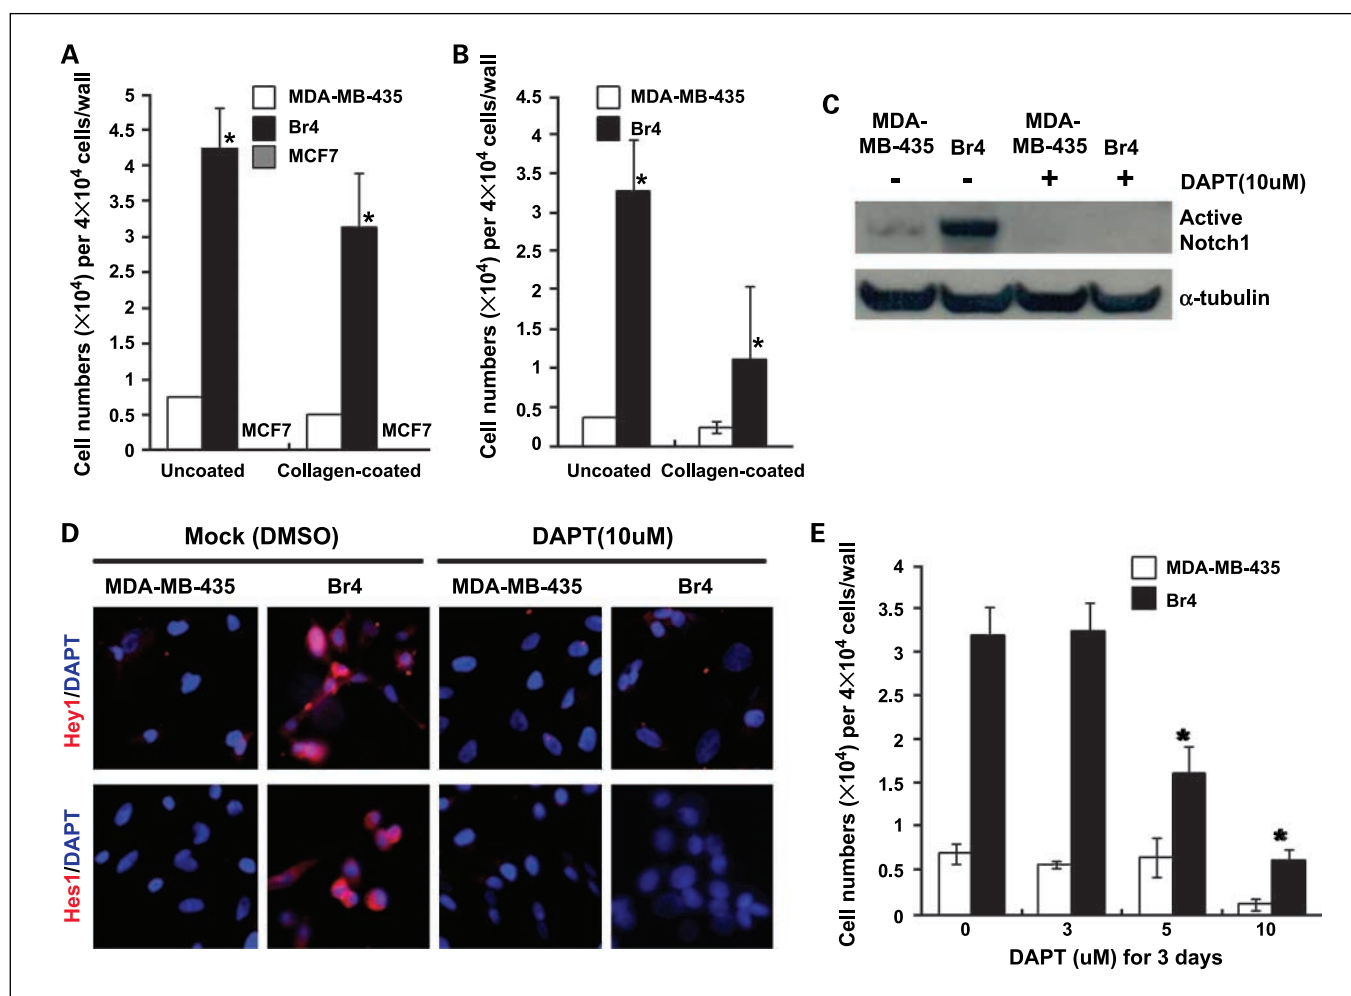 A
Cell numbers (×10⁴) per 4×10⁴ cells/wall
5
4.5
4
3.5
3
2.5
2
1.5
1
0.5
0
MDA-MB-435
Br4
MCF7
*
*
MCF7
MCF7
Uncoated
Collagen-coated
B
Cell numbers (×10⁴) per 4×10⁴ cells/wall
4.5
4
3.5
3
2.5
2
1.5
1
0.5
0
MDA-MB-435
Br4
*
*
Uncoated
Collagen-coated
C
MDA-
MB-435
Br4
MDA-
MB-435
Br4
- - + +
DAPT(10uM)
Active
Notch1
α-tubulin
D
Mock (DMSO)
DAPT(10uM)
MDA-MB-435
Br4
MDA-MB-435
Br4
Hey1/DAPT
Hes1/DAPT
E
Cell numbers (×10⁴) per 4×10⁴ cells/wall
4
3.5
3
2.5
2
1.5
1
0.5
0
MDA-MB-435
Br4
*
*
0 3 5 10
DAPT (uM) for 3 days